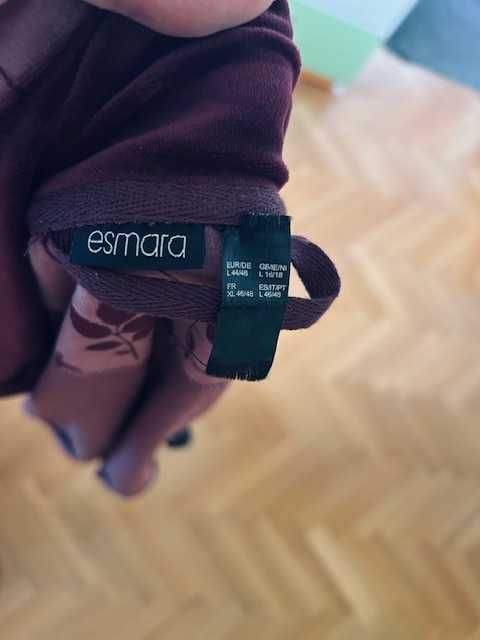 esmara
EUR/DE GB/IE/NI
L 44/46 L 16/18
FR ES/IT/PT
XL 46/48 L 46/48